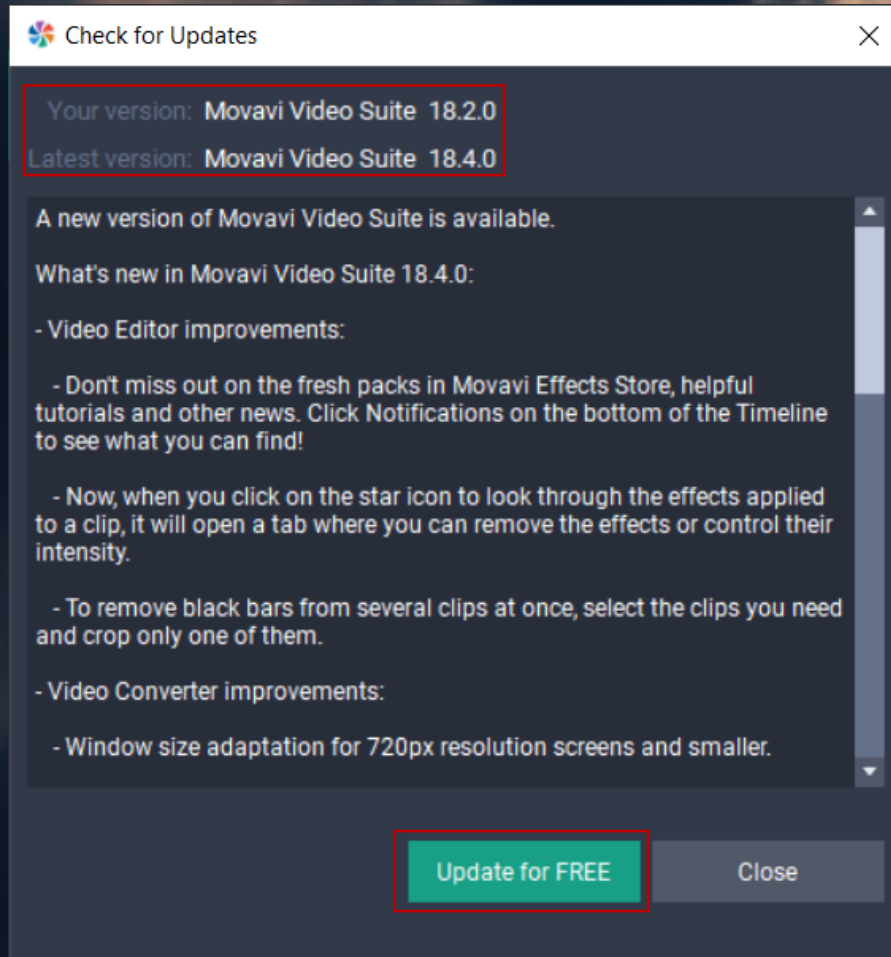 Check for Updates
Your version: Movavi Video Suite 18.2.0
Latest version: Movavi Video Suite 18.4.0
A new version of Movavi Video Suite is available.
What's new in Movavi Video Suite 18.4.0:
- Video Editor improvements:
- Don't miss out on the fresh packs in Movavi Effects Store, helpful
tutorials and other news. Click Notifications on the bottom of the Timeline
to see what you can find!
- Now, when you click on the star icon to look through the effects applied
to a clip, it will open a tab where you can remove the effects or control their
intensity.
- To remove black bars from several clips at once, select the clips you need
and crop only one of them.
- Video Converter improvements:
- Window size adaptation for 720px resolution screens and smaller.
Update for FREE
Close